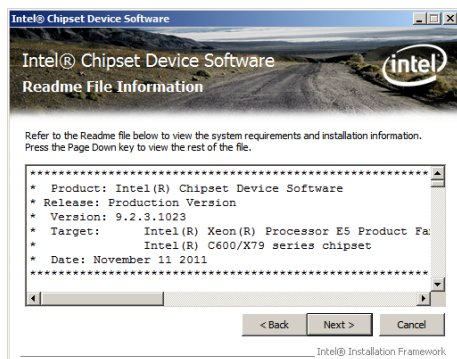 Intel® Chipset Device Software
Intel® Chipset Device Software
intel
Readme File Information
Refer to the Readme file below to view the system requirements and installation information.
Press the Page Down key to view the rest of the file.
*******************************************************
*  Product: Intel(R) Chipset Device Software
* Release: Production Version
*  Version: 9.2.3.1023
*  Target:     Intel(R) Xeon(R) Processor E5 Product Fa
*              Intel(R) C600/X79 series chipset
*  Date: November 11 2011
*******************************************************
< Back
Next >
Cancel
Intel® Installation Framework